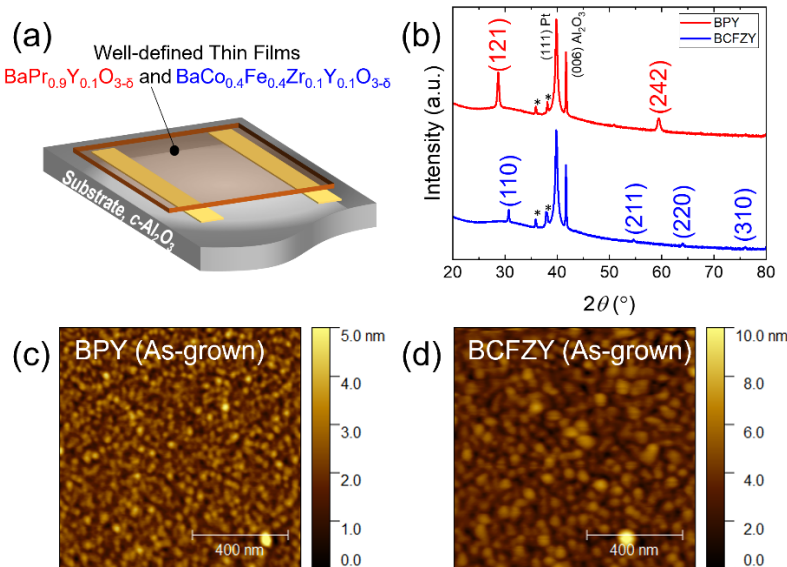 (a)
Well-defined Thin Films
BaPr₀.₉Y₀.₁O₃₋δ and BaCo₀.₄Fe₀.₄Zr₀.₁Y₀.₁O₃₋δ
Substrate, c-Al₂O₃
(b)
Intensity (a.u.)
(121)
*
*
(111) Pt
(006) Al₂O₃
(242)
BPY
BCFZY
(110)
*
*
(211)
(220)
(310)
20 30 40 50 60 70 80
2θ (°)
(c)
BPY (As-grown)
400 nm
5.0 nm
4.0
3.0
2.0
1.0
0.0
(d)
BCFZY (As-grown)
400 nm
10.0 nm
8.0
6.0
4.0
2.0
0.0